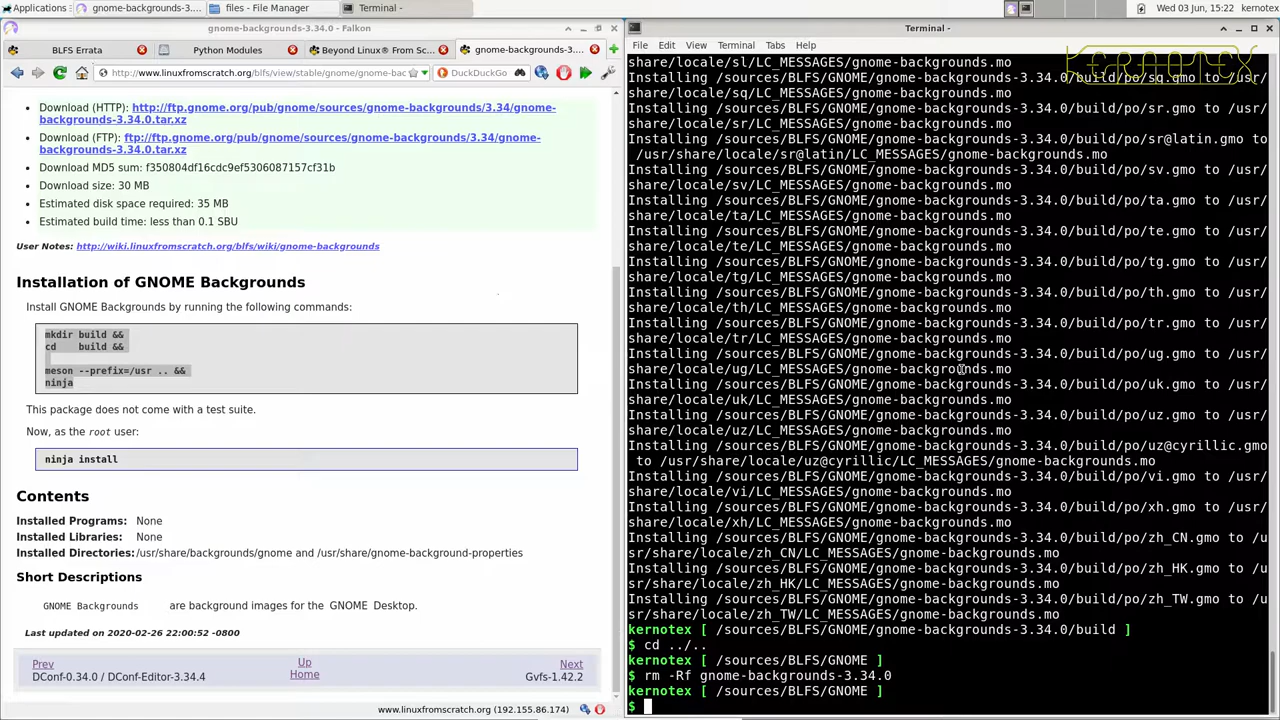 gnome-backgrounds-3.…
files - File Manager
Terminal -
Wed 03 Jun, 15:22 kernotex
gnome-backgrounds-3.34.0 - Falkon
BLFS Errata
Python Modules
Beyond Linux® From Sc…
gnome-backgrounds-3.…
http://www.linuxfromscratch.org/blfs/view/stable/gnome/gnome-bac
DuckDuckGo
Download (HTTP): http://ftp.gnome.org/pub/gnome/sources/gnome-backgrounds/3.34/gnome-
backgrounds-3.34.0.tar.xz
Download (FTP): ftp://ftp.gnome.org/pub/gnome/sources/gnome-backgrounds/3.34/gnome-
backgrounds-3.34.0.tar.xz
Download MD5 sum: f350804df16cdc9ef5306087157cf31b
Download size: 30 MB
Estimated disk space required: 35 MB
Estimated build time: less than 0.1 SBU
User Notes: http://wiki.linuxfromscratch.org/blfs/wiki/gnome-backgrounds
Installation of GNOME Backgrounds
Install GNOME Backgrounds by running the following commands:
mkdir build &&
cd    build &&
meson --prefix=/usr .. &&
ninja
This package does not come with a test suite.
Now, as the root user:
ninja install
Contents
Installed Programs: None
Installed Libraries: None
Installed Directories: /usr/share/backgrounds/gnome and /usr/share/gnome-background-properties
Short Descriptions
GNOME Backgrounds are background images for the GNOME Desktop.
Last updated on 2020-02-26 22:00:52 -0800
Prev
DConf-0.34.0 / DConf-Editor-3.34.4
Up
Home
Next
Gvfs-1.42.2
www.linuxfromscratch.org (192.155.86.174)
Terminal -
File Edit View Terminal Tabs Help
KERNOTEX
share/locale/sl/LC_MESSAGES/gnome-backgrounds.mo
Installing /sources/BLFS/GNOME/gnome-backgrounds-3.34.0/build/po/sq.gmo to /usr/
share/locale/sq/LC_MESSAGES/gnome-backgrounds.mo
Installing /sources/BLFS/GNOME/gnome-backgrounds-3.34.0/build/po/sr.gmo to /usr/
share/locale/sr/LC_MESSAGES/gnome-backgrounds.mo
Installing /sources/BLFS/GNOME/gnome-backgrounds-3.34.0/build/po/sr@latin.gmo to
 /usr/share/locale/sr@latin/LC_MESSAGES/gnome-backgrounds.mo
Installing /sources/BLFS/GNOME/gnome-backgrounds-3.34.0/build/po/sv.gmo to /usr/
share/locale/sv/LC_MESSAGES/gnome-backgrounds.mo
Installing /sources/BLFS/GNOME/gnome-backgrounds-3.34.0/build/po/ta.gmo to /usr/
share/locale/ta/LC_MESSAGES/gnome-backgrounds.mo
Installing /sources/BLFS/GNOME/gnome-backgrounds-3.34.0/build/po/te.gmo to /usr/
share/locale/te/LC_MESSAGES/gnome-backgrounds.mo
Installing /sources/BLFS/GNOME/gnome-backgrounds-3.34.0/build/po/tg.gmo to /usr/
share/locale/tg/LC_MESSAGES/gnome-backgrounds.mo
Installing /sources/BLFS/GNOME/gnome-backgrounds-3.34.0/build/po/th.gmo to /usr/
share/locale/th/LC_MESSAGES/gnome-backgrounds.mo
Installing /sources/BLFS/GNOME/gnome-backgrounds-3.34.0/build/po/tr.gmo to /usr/
share/locale/tr/LC_MESSAGES/gnome-backgrounds.mo
Installing /sources/BLFS/GNOME/gnome-backgrounds-3.34.0/build/po/ug.gmo to /usr/
share/locale/ug/LC_MESSAGES/gnome-backgrounds.mo
Installing /sources/BLFS/GNOME/gnome-backgrounds-3.34.0/build/po/uk.gmo to /usr/
share/locale/uk/LC_MESSAGES/gnome-backgrounds.mo
Installing /sources/BLFS/GNOME/gnome-backgrounds-3.34.0/build/po/uz.gmo to /usr/
share/locale/uz/LC_MESSAGES/gnome-backgrounds.mo
Installing /sources/BLFS/GNOME/gnome-backgrounds-3.34.0/build/po/uz@cyrillic.gmo
 to /usr/share/locale/uz@cyrillic/LC_MESSAGES/gnome-backgrounds.mo
Installing /sources/BLFS/GNOME/gnome-backgrounds-3.34.0/build/po/vi.gmo to /usr/
share/locale/vi/LC_MESSAGES/gnome-backgrounds.mo
Installing /sources/BLFS/GNOME/gnome-backgrounds-3.34.0/build/po/xh.gmo to /usr/
share/locale/xh/LC_MESSAGES/gnome-backgrounds.mo
Installing /sources/BLFS/GNOME/gnome-backgrounds-3.34.0/build/po/zh_CN.gmo to /u
sr/share/locale/zh_CN/LC_MESSAGES/gnome-backgrounds.mo
Installing /sources/BLFS/GNOME/gnome-backgrounds-3.34.0/build/po/zh_HK.gmo to /u
sr/share/locale/zh_HK/LC_MESSAGES/gnome-backgrounds.mo
Installing /sources/BLFS/GNOME/gnome-backgrounds-3.34.0/build/po/zh_TW.gmo to /u
sr/share/locale/zh_TW/LC_MESSAGES/gnome-backgrounds.mo
kernotex [ /sources/BLFS/GNOME/gnome-backgrounds-3.34.0/build ]
$ cd ../..
kernotex [ /sources/BLFS/GNOME ]
$ rm -Rf gnome-backgrounds-3.34.0
kernotex [ /sources/BLFS/GNOME ]
$